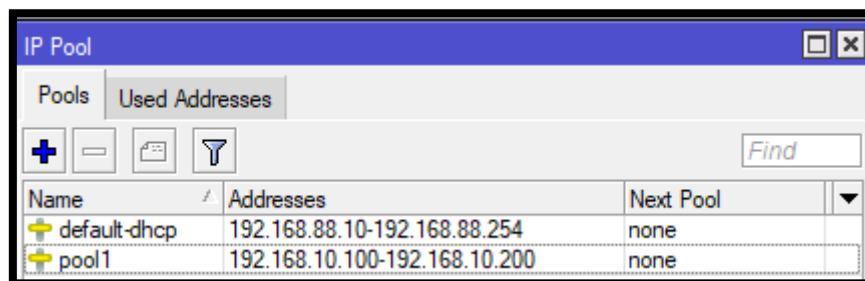 IP Pool
Pools Used Addresses
Find
Name Addresses Next Pool
default-dhcp 192.168.88.10-192.168.88.254 none
pool1 192.168.10.100-192.168.10.200 none